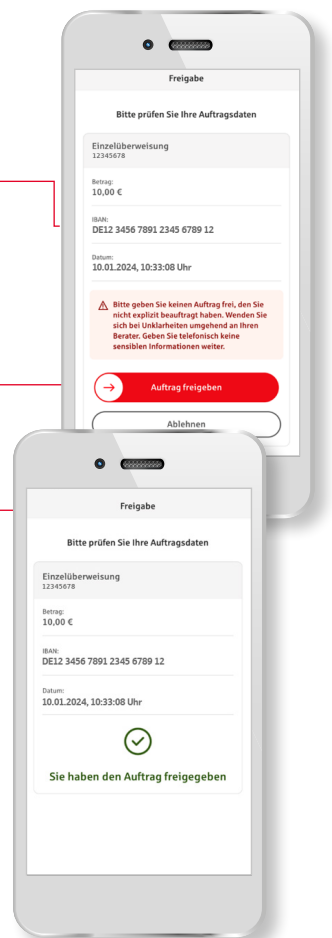 Freigabe
Bitte prüfen Sie Ihre Auftragsdaten
Einzelüberweisung
12345678
Betrag:
10,00 €
IBAN:
DE12 3456 7891 2345 6789 12
Datum:
10.01.2024, 10:33:08 Uhr
Bitte geben Sie keinen Auftrag frei, den Sie
nicht explizit beauftragt haben. Wenden Sie
sich bei Unklarheiten umgehend an Ihren
Berater. Geben Sie telefonisch keine
sensiblen Informationen weiter.
Auftrag freigeben
Ablehnen
Freigabe
Bitte prüfen Sie Ihre Auftragsdaten
Einzelüberweisung
12345678
Betrag:
10,00 €
IBAN:
DE12 3456 7891 2345 6789 12
Datum:
10.01.2024, 10:33:08 Uhr
Sie haben den Auftrag freigegeben